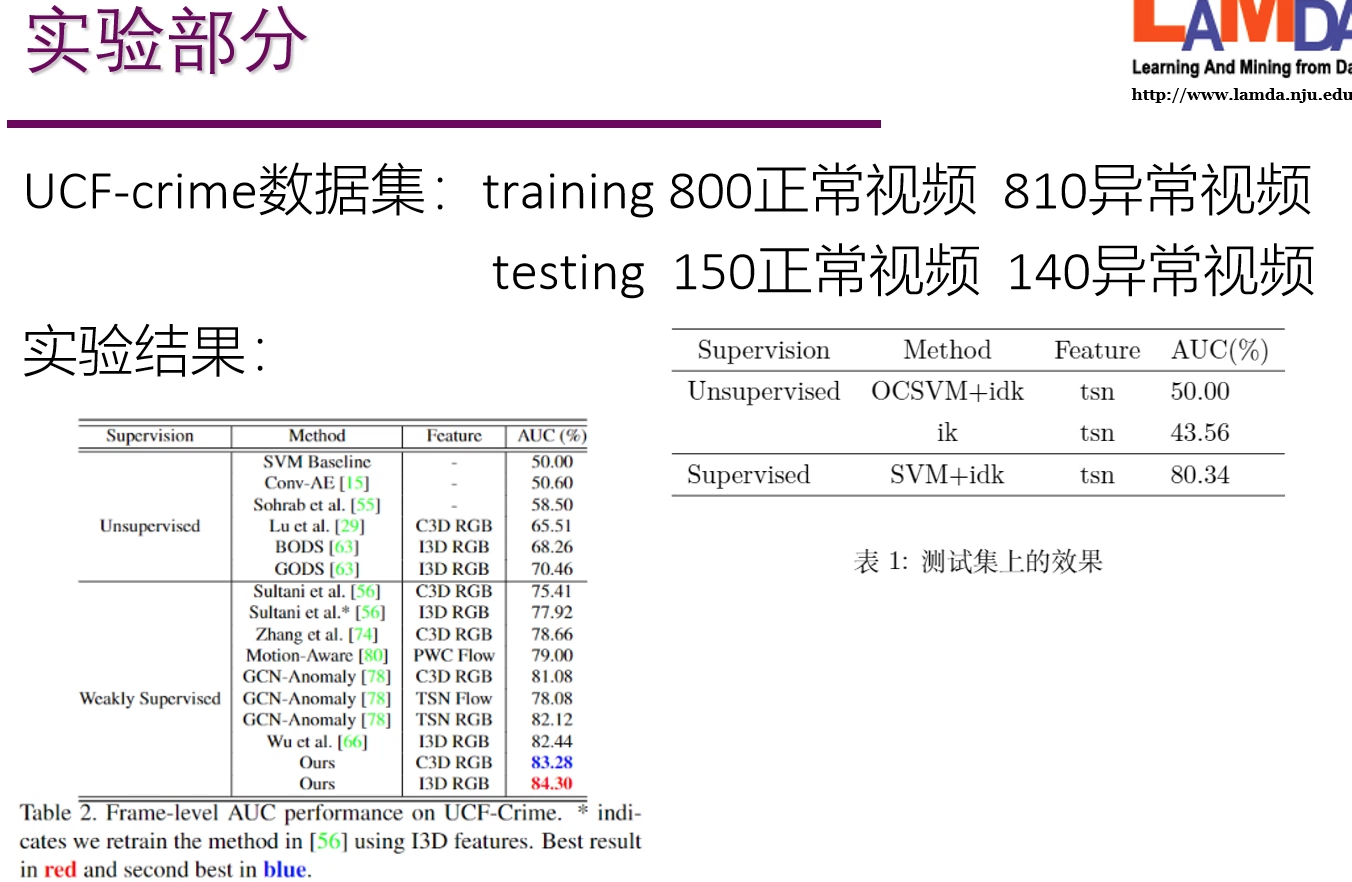 实验部分
LAMDA
Learning And Mining from Da
http://www.lamda.nju.edu
UCF-crime数据集：training 800正常视频 810异常视频
testing 150正常视频 140异常视频
实验结果：
Supervision Method Feature AUC (%)
SVM Baseline - 50.00
Conv-AE [15] - 50.60
Sohrab et al. [55] - 58.50
Unsupervised Lu et al. [29] C3D RGB 65.51
BODS [63] I3D RGB 68.26
GODS [63] I3D RGB 70.46
Sultani et al. [56] C3D RGB 75.41
Sultani et al.* [56] I3D RGB 77.92
Zhang et al. [74] C3D RGB 78.66
Motion-Aware [80] PWC Flow 79.00
GCN-Anomaly [78] C3D RGB 81.08
Weakly Supervised GCN-Anomaly [78] TSN Flow 78.08
GCN-Anomaly [78] TSN RGB 82.12
Wu et al. [66] I3D RGB 82.44
Ours C3D RGB 83.28
Ours I3D RGB 84.30
Table 2. Frame-level AUC performance on UCF-Crime. * indi-
cates we retrain the method in [56] using I3D features. Best result
in red and second best in blue.
Supervision Method Feature AUC(%)
Unsupervised OCSVM+idk tsn 50.00
ik tsn 43.56
Supervised SVM+idk tsn 80.34
表 1: 测试集上的效果